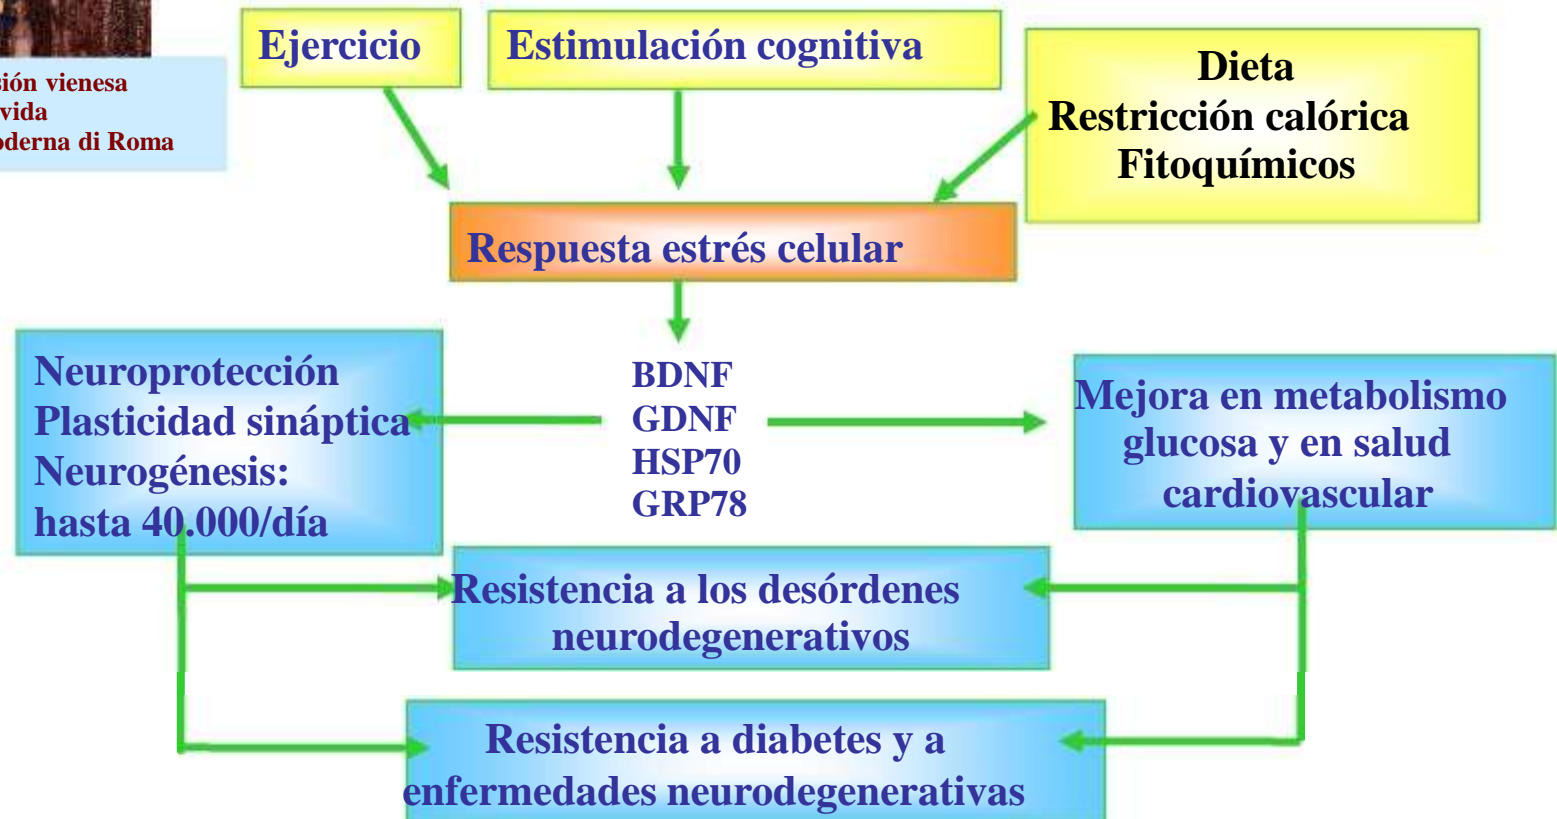 Ejercicio
Estimulación cognitiva
Dieta
Restricción calórica
Fitoquímicos
vienesa
vida
di Roma
Respuesta estrés celular
Neuroprotección
Plasticidad sináptica
Neurogénesis:
hasta 40.000/día
BDNF
GDNF
HSP70
GRP78
Mejora en metabolismo
glucosa y en salud
cardiovascular
Resistencia a los desórdenes
neurodegenerativos
Resistencia a diabetes y a
enfermedades neurodegenerativas